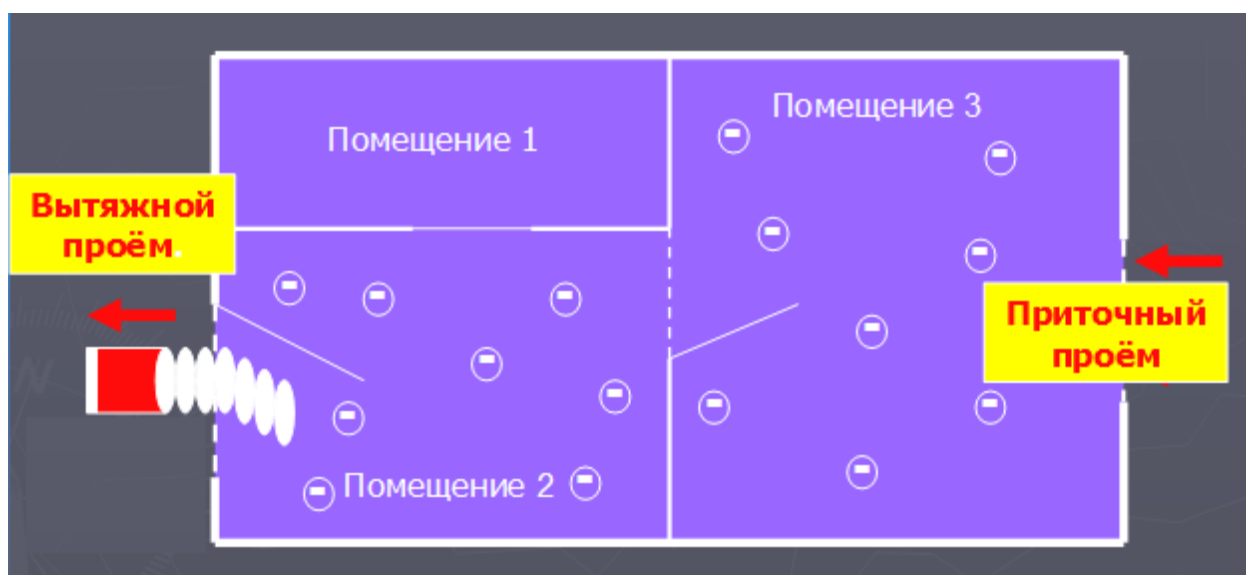 Помещение 3
Помещение 1
Вытяжной
проём.
Приточный
проём
Помещение 2